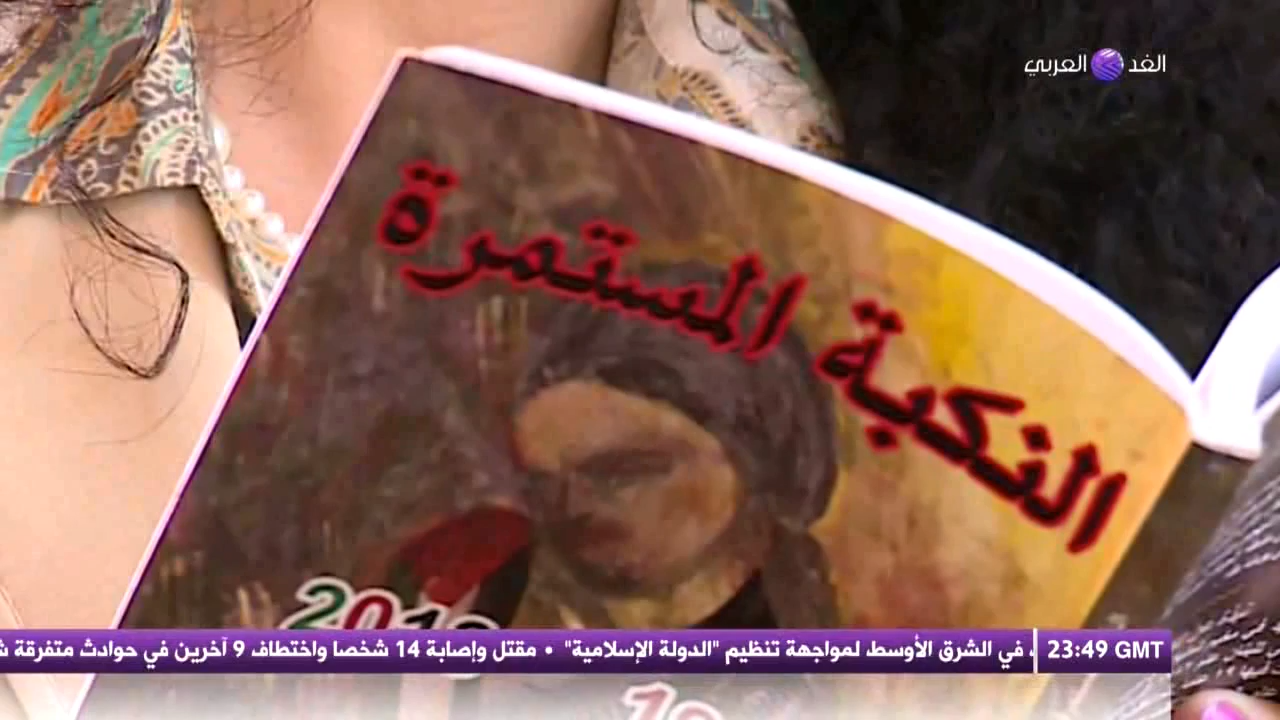 الغد العربي
النكبة المستمرة
23:49 GMT
في الشرق الأوسط لمواجهة تنظيم "الدولة الإسلامية" • مقتل وإصابة 14 شخصا واختطاف 9 آخرين في حوادث متفرقة